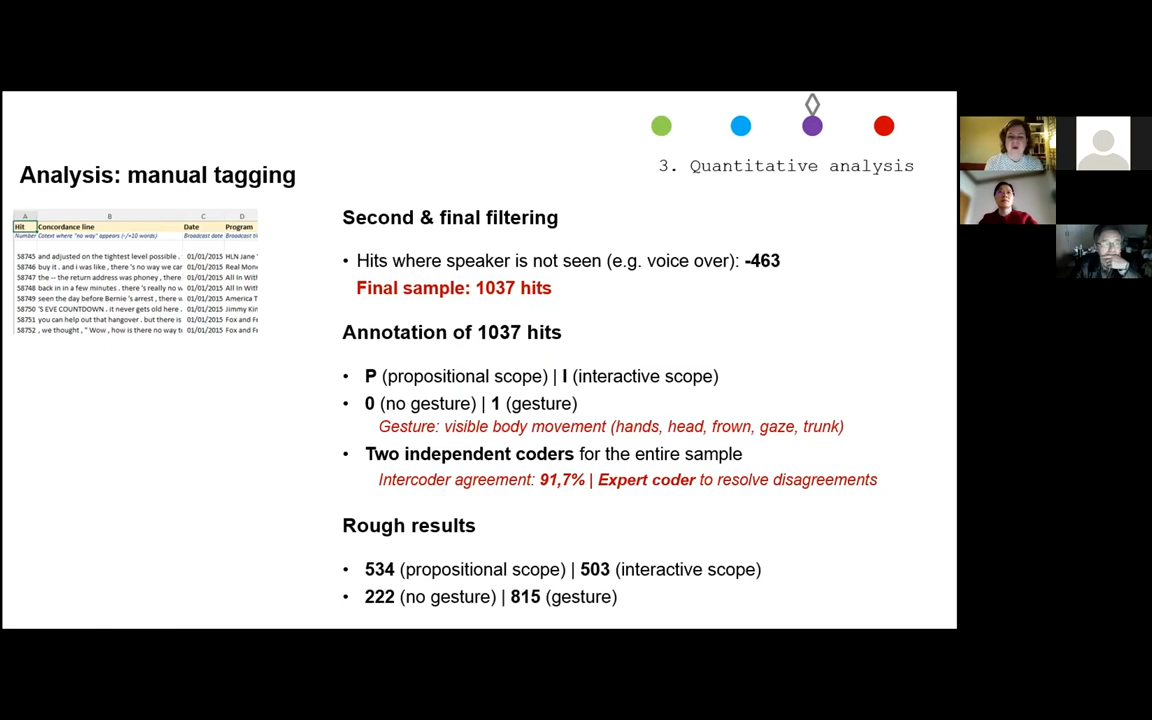 3. Quantitative analysis
Analysis: manual tagging
A B C D
Hit Concordance line Date Program
Number Cotext where "no way" appears (-/+10 words) Broadcast date Broadcast
58745 and adjusted on the tightest level possible . 01/01/2015 HLN Jane
58746 buy it . and i was like , there 's no way we car 01/01/2015 Real Mone
58747 the -- the return address was phoney , there 01/01/2015 All In With
58748 back in in a few minutes . there 's really no w 01/01/2015 All In With
58749 seen the day before Bernie 's arrest , there 01/01/2015 America T
58750 'S EVE COUNTDOWN . it never gets old here . 01/01/2015 Jimmy Kin
58751 you can help out that hangover . but there is 01/01/2015 Fox and Fr
58752 , we thought , " Wow , how is there no way to 01/01/2015 Fox and Fr
Second & final filtering
• Hits where speaker is not seen (e.g. voice over): -463
Final sample: 1037 hits
Annotation of 1037 hits
• P (propositional scope) | I (interactive scope)
• 0 (no gesture) | 1 (gesture)
Gesture: visible body movement (hands, head, frown, gaze, trunk)
• Two independent coders for the entire sample
Intercoder agreement: 91,7% | Expert coder to resolve disagreements
Rough results
• 534 (propositional scope) | 503 (interactive scope)
• 222 (no gesture) | 815 (gesture)